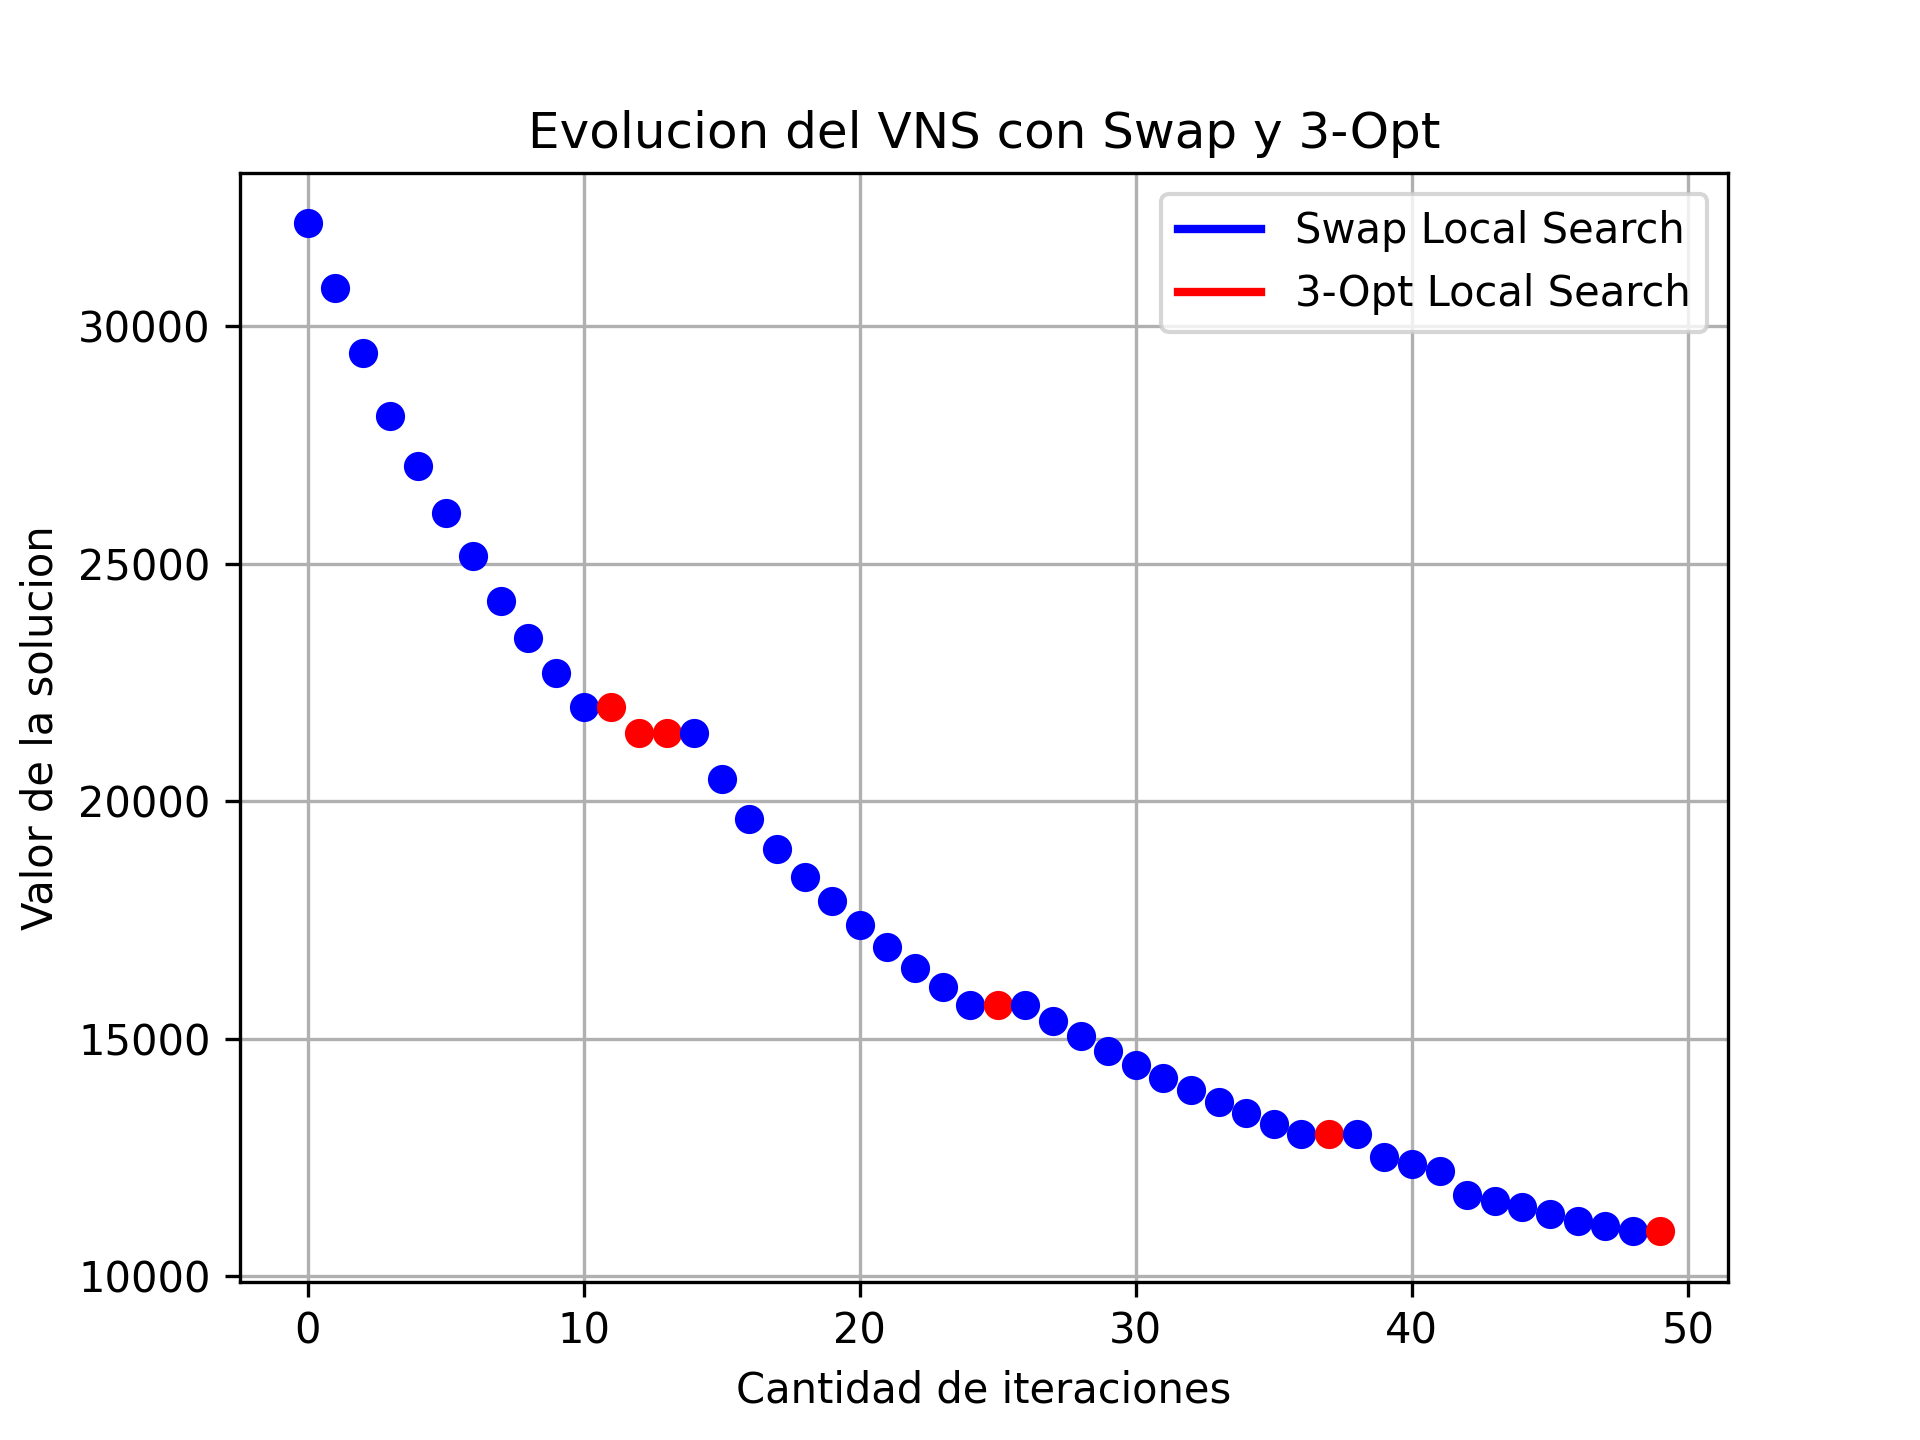 Evolucion del VNS con Swap y 3-Opt
Swap Local Search
3-Opt Local Search
30000
25000
20000
15000
10000
Valor de la solucion
0 10 20 30 40 50
Cantidad de iteraciones